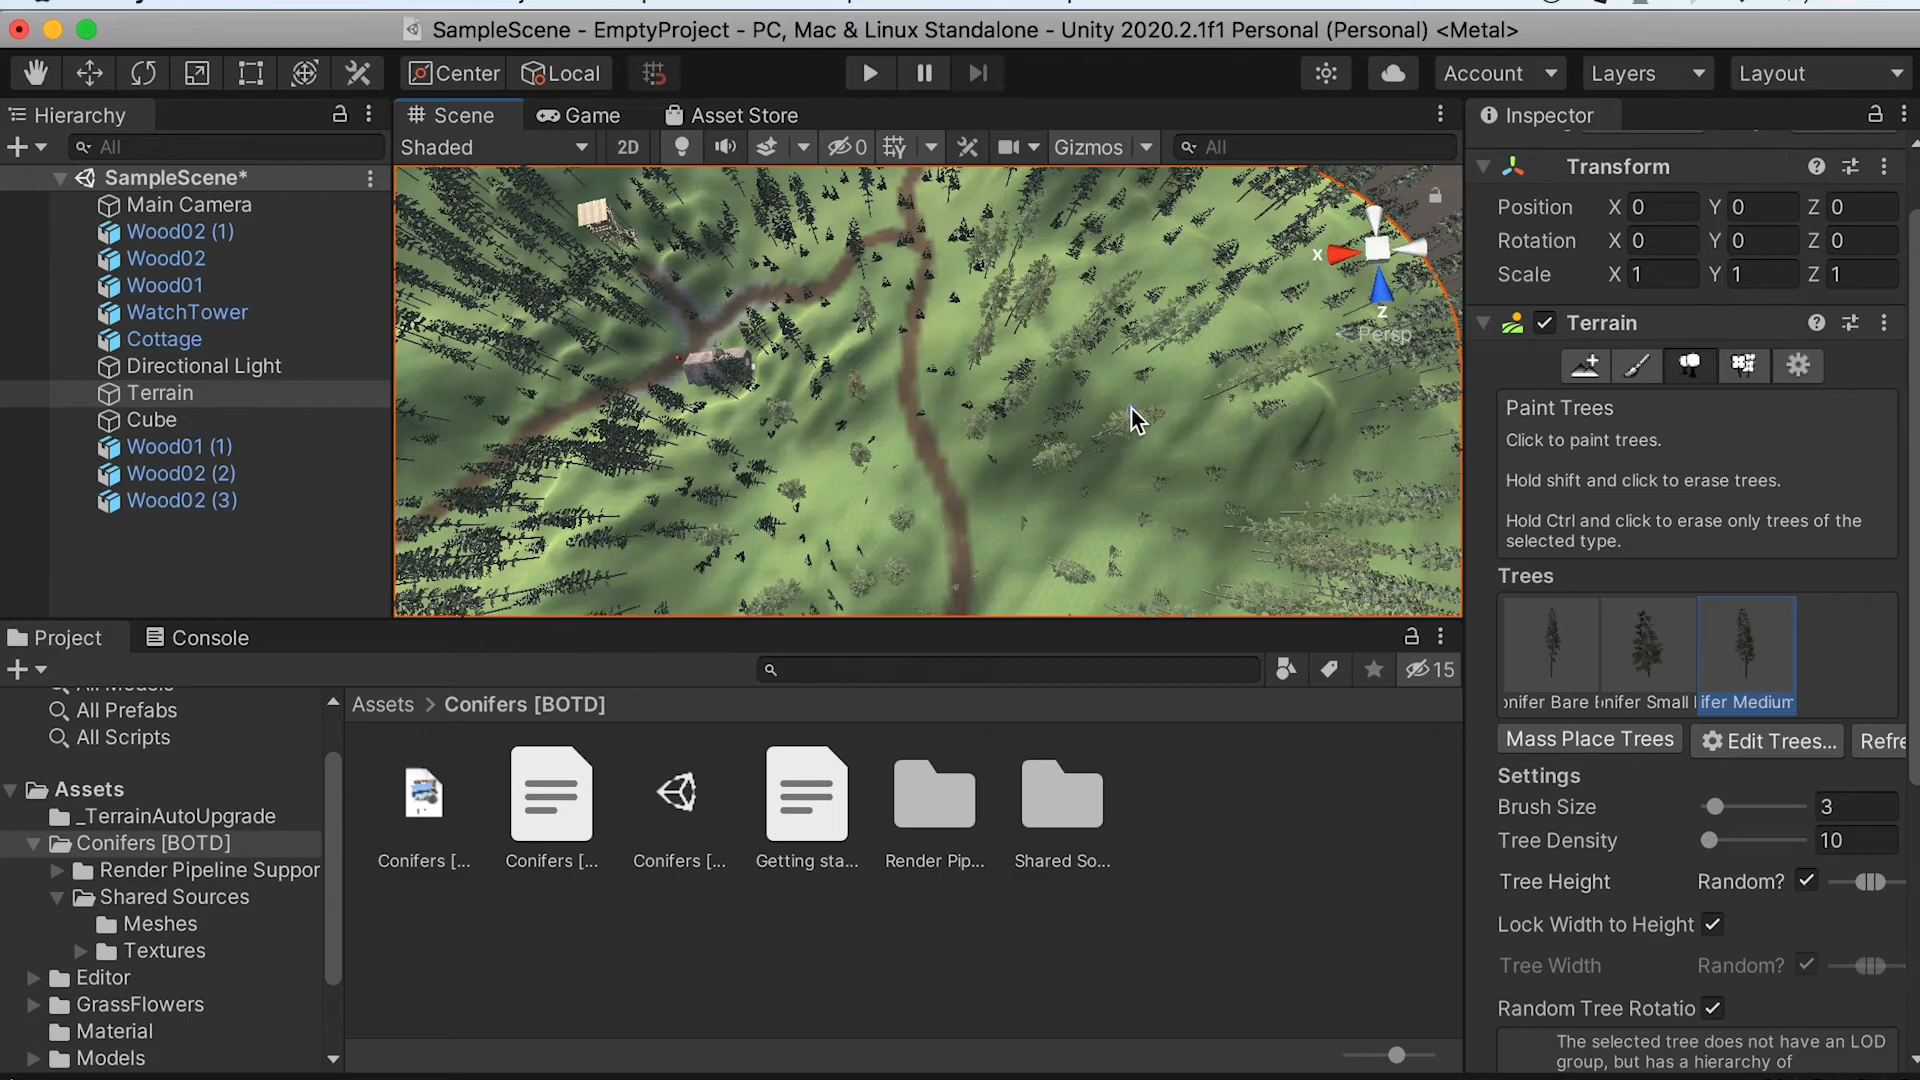 SampleScene - EmptyProject - PC, Mac & Linux Standalone - Unity 2020.2.1f1 Personal (Personal) <Metal>
Center Local Account Layers Layout
Hierarchy
All
SampleScene*
Main Camera
Wood02 (1)
Wood02
Wood01
WatchTower
Cottage
Directional Light
Terrain
Cube
Wood01 (1)
Wood02 (2)
Wood02 (3)
Scene Game Asset Store
Shaded 2D 0 Gizmos All
X
Z
Persp
Inspector
Transform
Position X 0 Y 0 Z 0
Rotation X 0 Y 0 Z 0
Scale X 1 Y 1 Z 1
Terrain
Paint Trees
Click to paint trees.
Hold shift and click to erase trees.
Hold Ctrl and click to erase only trees of the
selected type.
Trees
onifer Bare B nifer Small ifer Medium
Mass Place Trees Edit Trees... Refre
Settings
Brush Size 3
Tree Density 10
Tree Height Random?
Lock Width to Height
Tree Width Random?
Random Tree Rotatio
The selected tree does not have an LOD
group, but has a hierarchy of
Project Console
15
All Prefabs
All Scripts
Assets
_TerrainAutoUpgrade
Conifers [BOTD]
Render Pipeline Suppor
Shared Sources
Meshes
Textures
Editor
GrassFlowers
Material
Models
Assets > Conifers [BOTD]
Conifers [... Conifers [... Conifers [... Getting sta... Render Pip... Shared So...